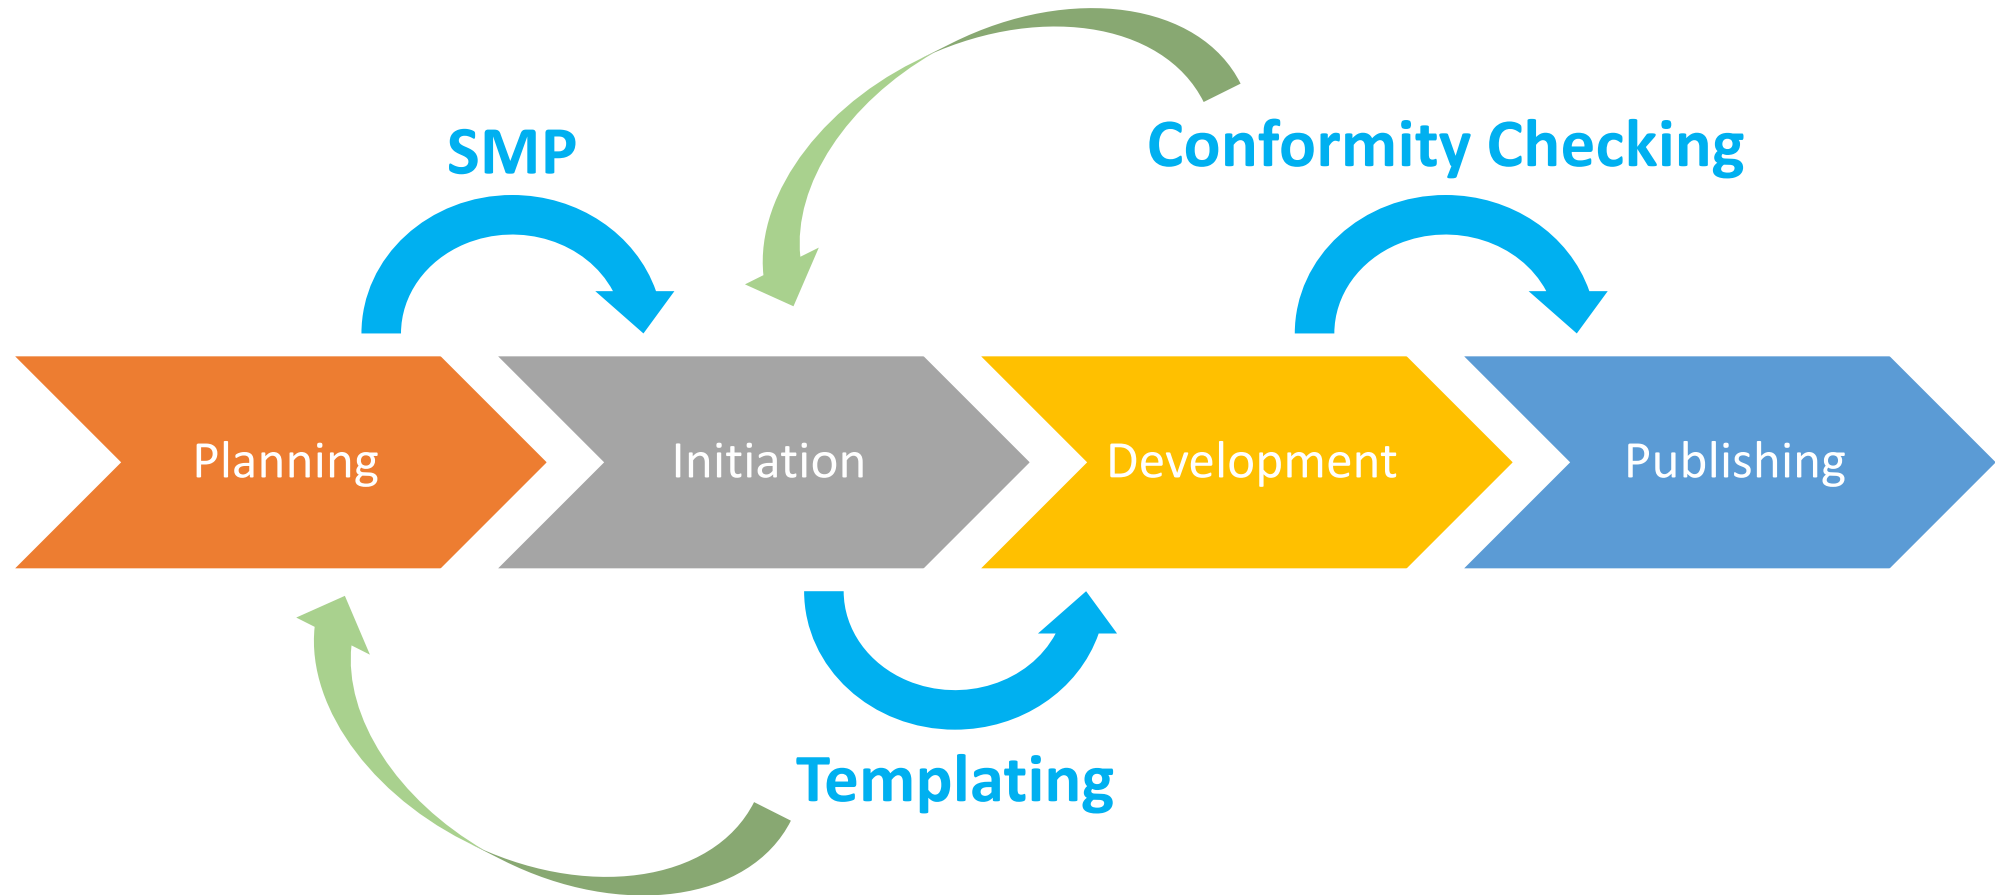 SMP
Conformity Checking
Planning
Initiation
Development
Publishing
Templating